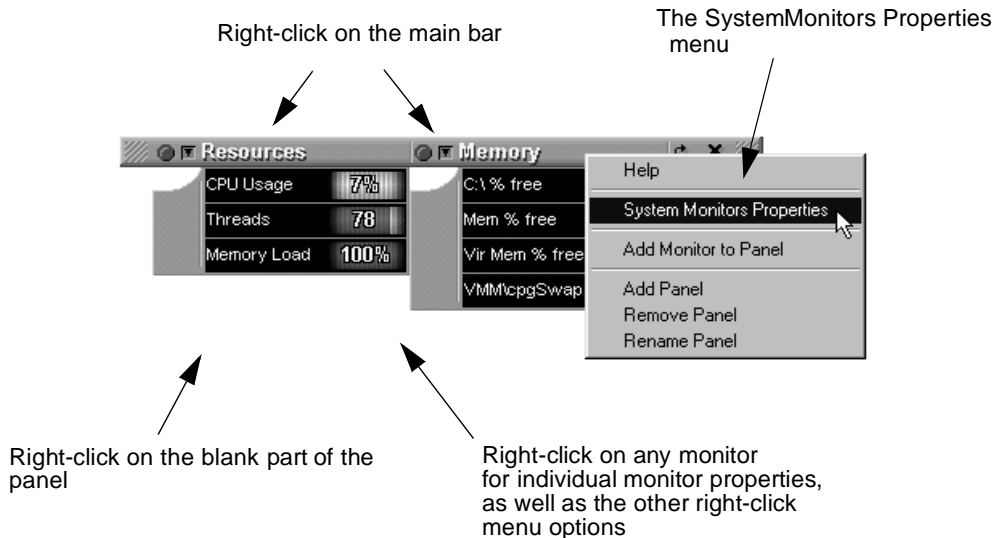 Right-click on the main bar
The SystemMonitors Properties
menu
Resources
Memory
CPU Usage 7%
Threads 78
Memory Load 100%
C:\ % free
Mem % free
Vir Mem % free
VMM\cpgSwap
Help
System Monitors Properties
Add Monitor to Panel
Add Panel
Remove Panel
Rename Panel
Right-click on the blank part of the
panel
Right-click on any monitor
for individual monitor properties,
as well as the other right-click
menu options